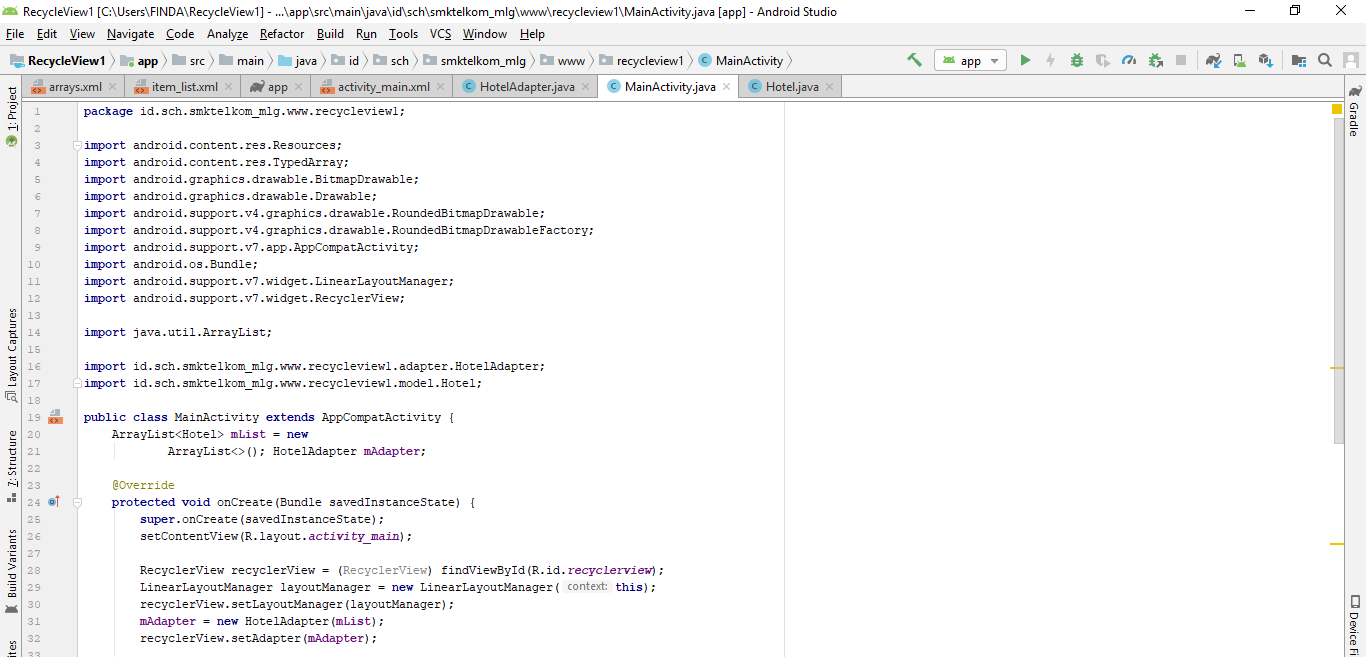 RecycleView1 [C:\Users\FINDA\RecycleView1] - ...\app\src\main\java\id\sch\smktelkom_mlg\www\recycleview1\MainActivity.java [app] - Android Studio
File Edit View Navigate Code Analyze Refactor Build Run Tools VCS Window Help
RecycleView1 app src main java id sch smktelkom_mlg www recycleview1 MainActivity app
arrays.xml item_list.xml app activity_main.xml HotelAdapter.java MainActivity.java Hotel.java
1: Project
Layout Captures
7: Structure
Build Variants
Gradle
1 package id.sch.smktelkom_mlg.www.recycleview1;
2
3 import android.content.res.Resources;
4 import android.content.res.TypedArray;
5 import android.graphics.drawable.BitmapDrawable;
6 import android.graphics.drawable.Drawable;
7 import android.support.v4.graphics.drawable.RoundedBitmapDrawable;
8 import android.support.v4.graphics.drawable.RoundedBitmapDrawableFactory;
9 import android.support.v7.app.AppCompatActivity;
10 import android.os.Bundle;
11 import android.support.v7.widget.LinearLayoutManager;
12 import android.support.v7.widget.RecyclerView;
13
14 import java.util.ArrayList;
15
16 import id.sch.smktelkom_mlg.www.recycleview1.adapter.HotelAdapter;
17 import id.sch.smktelkom_mlg.www.recycleview1.model.Hotel;
18
19 public class MainActivity extends AppCompatActivity {
20 ArrayList<Hotel> mList = new
21 ArrayList<>(); HotelAdapter mAdapter;
22
23 @Override
24 protected void onCreate(Bundle savedInstanceState) {
25 super.onCreate(savedInstanceState);
26 setContentView(R.layout.activity_main);
27
28 RecyclerView recyclerView = (RecyclerView) findViewById(R.id.recyclerview);
29 LinearLayoutManager layoutManager = new LinearLayoutManager( context: this);
30 recyclerView.setLayoutManager(layoutManager);
31 mAdapter = new HotelAdapter(mList);
32 recyclerView.setAdapter(mAdapter);
33